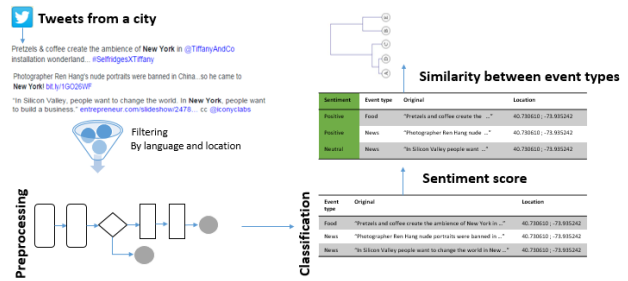 Tweets from a city
Pretzels & coffee create the ambience of New York in @TiffanyAndCo
installation wonderland... #SelfridgesXTiffany
Photographer Ren Hang's nude portraits were banned in China...so he came to
New York! bit.ly/1GO26WF
"In Silicon Valley, people want to change the world. In New York, people want
to build a business." entrepreneur.com/slideshow/2478... cc @iconyclabs
Filtering
By language and location
Preprocessing
Similarity between event types
Sentiment Event type Original Location
Positive Food "Pretzels and coffee create the ..." 40.730610 ; -73.935242
Positive News "Photographer Ren Hang nude ..." 40.730610 ; -73.935242
Neutral News "In Silicon Valley people want ..." 40.730610 ; -73.935242
Sentiment score
Classification
Event type Original Location
Food "Pretzels and coffee create the ambience of New York in ..." 40.730610 ; -73.935242
News "Photographer Ren Hang nude portraits were banned in ..." 40.730610 ; -73.935242
News "In Silicon Valley people want to change the world in New ..." 40.730610 ; -73.935242